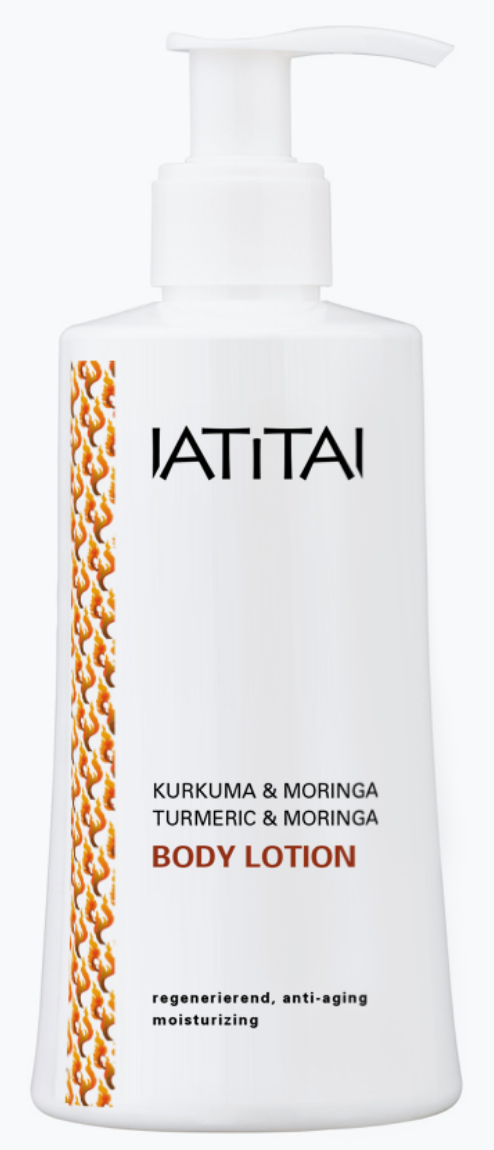 IATITAI
KURKUMA & MORINGA
TURMERIC & MORINGA
BODY LOTION
regenerierend, anti-aging
moisturizing